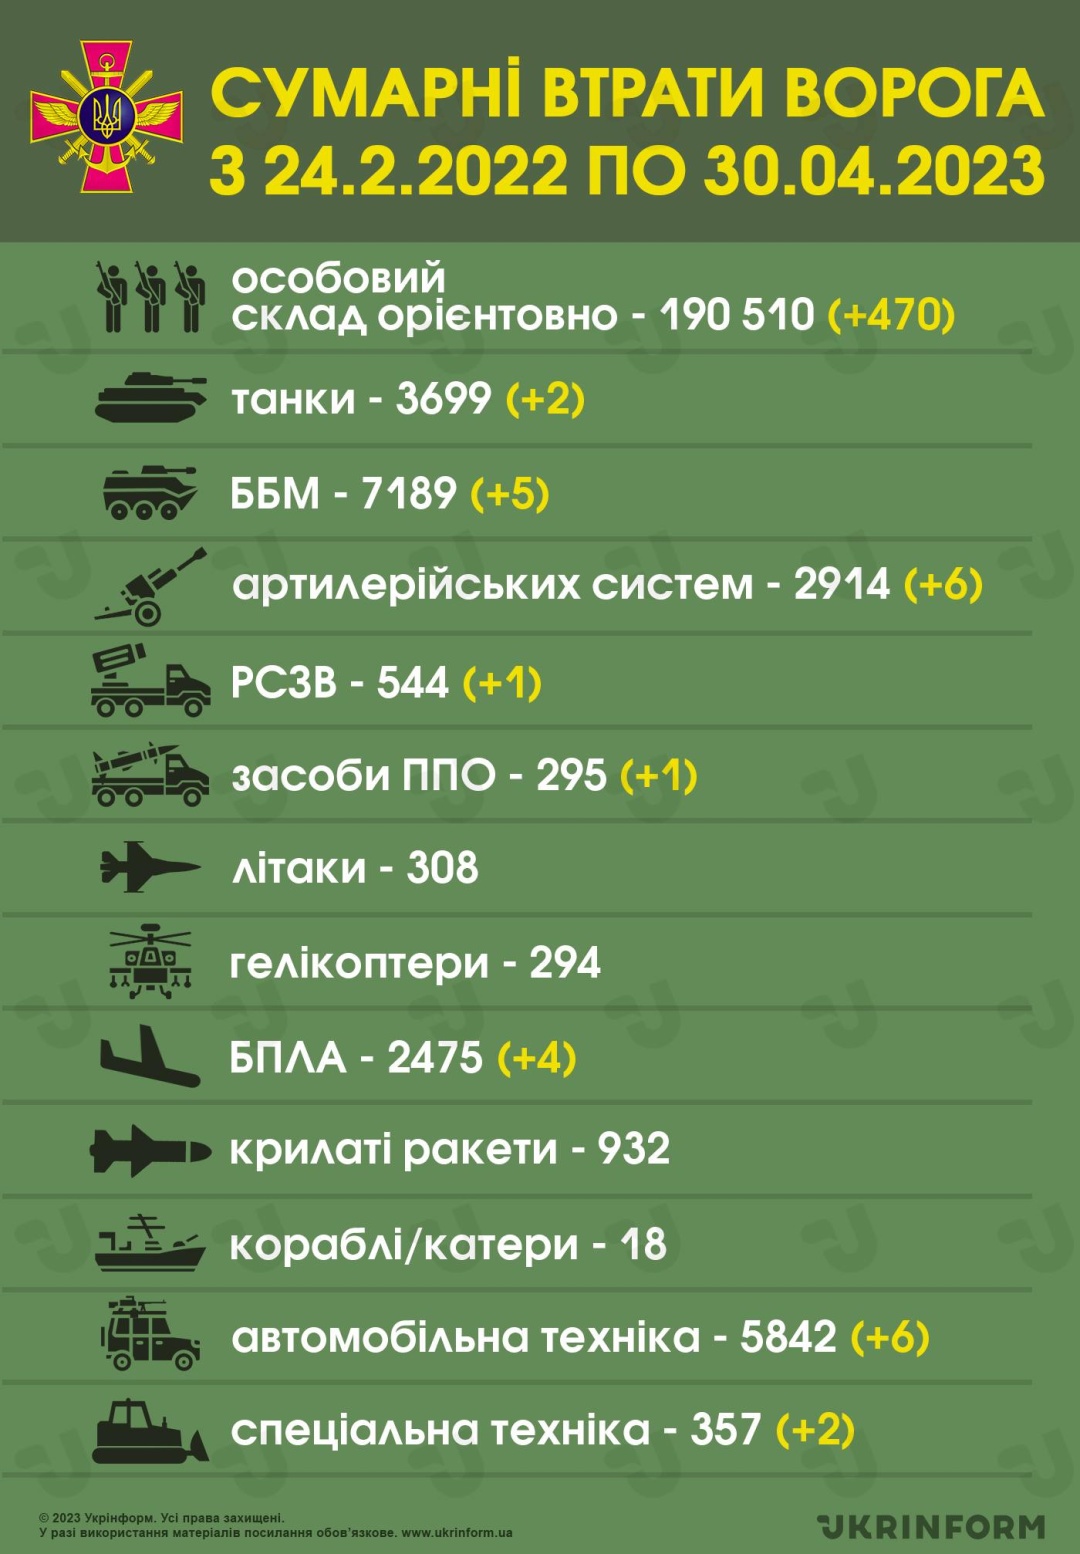 СУМАРНІ ВТРАТИ ВОРОГА
З 24.2.2022 ПО 30.04.2023
особовий
склад орієнтовно - 190 510 (+470)
танки - 3699 (+2)
ББМ - 7189 (+5)
артилерійських систем - 2914 (+6)
РСЗВ - 544 (+1)
засоби ППО - 295 (+1)
літаки - 308
гелікоптери - 294
БПЛА - 2475 (+4)
крилаті ракети - 932
кораблі/катери - 18
автомобільна техніка - 5842 (+6)
спеціальна техніка - 357 (+2)
© 2023 Укрінформ. Усі права захищені.
У разі використання матеріалів посилання обов’язкове. www.ukrinform.ua
UKRINFORM